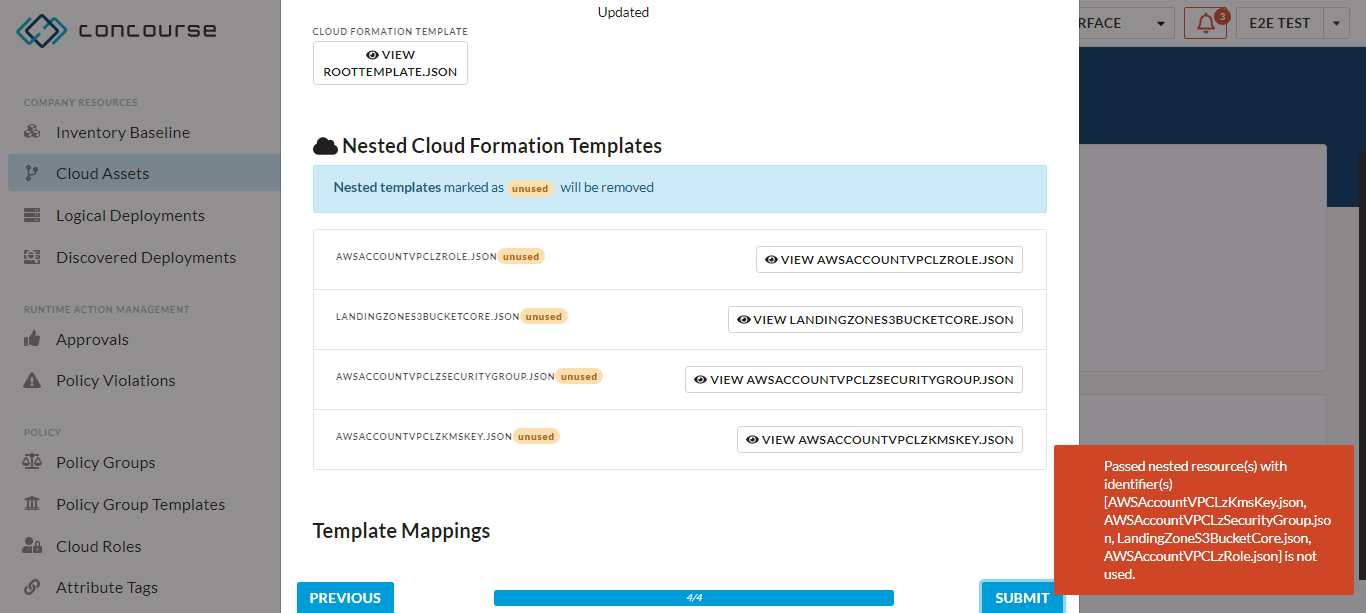 concourse
COMPANY RESOURCES
Inventory Baseline
Cloud Assets
Logical Deployments
Discovered Deployments
RUNTIME ACTION MANAGEMENT
Approvals
Policy Violations
POLICY
Policy Groups
Policy Group Templates
Cloud Roles
Attribute Tags
Updated
CLOUD FORMATION TEMPLATE
VIEW
ROOTTEMPLATE.JSON
Nested Cloud Formation Templates
Nested templates marked as unused will be removed
AWSACCOUNTVPCLZROLE.JSON unused VIEW AWSACCOUNTVPCLZROLE.JSON
LANDINGZONES3BUCKETCORE.JSON unused VIEW LANDINGZONES3BUCKETCORE.JSON
AWSACCOUNTVPCLZSECURITYGROUP.JSON unused VIEW AWSACCOUNTVPCLZSECURITYGROUP.JSON
AWSACCOUNTVPCLZKMSKEY.JSON unused VIEW AWSACCOUNTVPCLZKMSKEY.JSON
Template Mappings
PREVIOUS 4/4 SUBMIT
RFACE 3 E2E TEST
Passed nested resource(s) with
identifier(s)
[AWSAccountVPCLzKmsKey.json,
AWSAccountVPCLzSecurityGroup.jso
n, LandingZoneS3BucketCore.json,
AWSAccountVPCLzRole.json] is not
used.